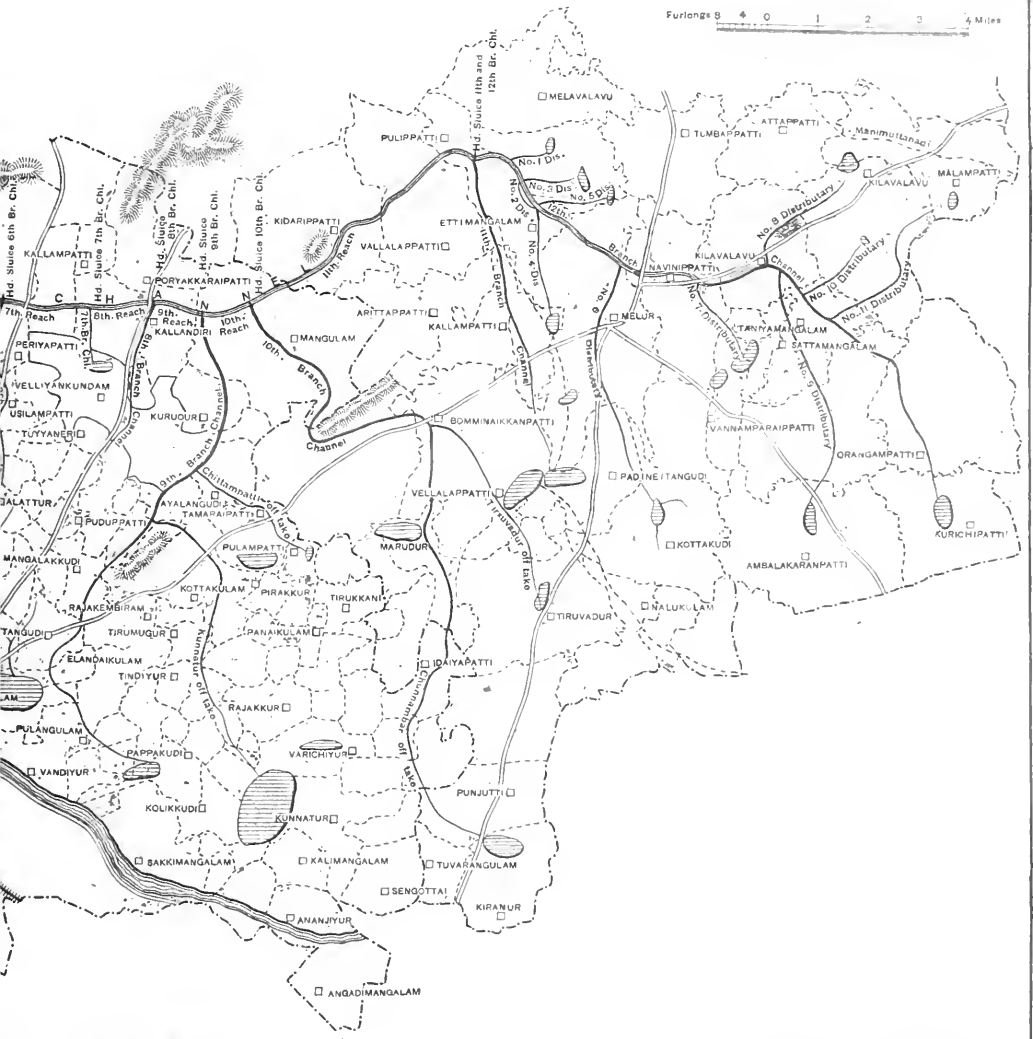 Furlongs 8 4 0 1 2 3 4 Miles
Hd. Sluice 11th and
12th Br. Chl.
MELAVALAVU
PULIPPATTI
TUMBAPPATTI
ATTAPPATTI
Manimuttanadi
No. 1 Dis.
No. 3 Dis
No. 5 Dis.
No. 2 Dis.
No. 4 Dis
KILAVALAVU
MALAMPATTI
No. 8 Distributary
Hd. Sluice 6th Br. Chl.
Hd. Sluice 7th Br. Chl.
Hd. Sluice
8th Br. Chl.
Hd. Sluice
9th Br. Chl.
Hd. Sluice 10th Br. Chl.
KIDARIPPATTI
ETTIMANGALAM
VALLALAPPATTI
12th.
Branch
Channel
KALLAMPATTI
PORYAKKARAIPATTI
11th. Reach
11th. Branch
Channel
NAVINIPPATTI
KILAVALAVU
No. 10 Distributary
No. 11 Distributary
C H A N N E L
7th. Reach
8th. Reach
9th.
Reach
10th.
Reach
KALLANDIRI
7th. Br. Chl.
8th. Branch Channel
ARITTAPPATTI
KALLAMPATTI
MELUR
No. 6
Distributary
No. 7 Distributary
TANIYAMANGALAM
SATTAMANGALAM
No. 9 Distributary
PERIYAPATTI
MANGULAM
10th.
Branch
Channel
VELLIYANKUNDAM
USILAMPATTI
TUYYANERI
KURUDUR
BOMMINAIKKANPATTI
VANNAMPARAIPPATTI
ORANGAMPATTI
9th. Branch Channel
Chittampatti off take
ALATTUR
AYALANGUDI
TAMARAIPATTI
VELLALAPPATTI
PADINETTANGUDI
Tiruvadur off take
PUDUPPATTI
MARUDUR
KOTTAKUDI
KURICHIPATTI
MANGALAKKUDI
PULAMPATTI
AMBALAKARANPATTI
KOTTAKULAM
PIRAKKUR
TIRUKKANI
NALUKULAM
RAJAKEMBIRAM
TIRUVADUR
TANGUDI
TIRUMUGUR
PANAIKULAM
ELANDAIKULAM
TINDIYUR
Kunnatur off take
IDAIYAPATTI
Chunnambar off take
LAM
RAJAKKUR
PULANGULAM
PAPPAKUDI
VARICHIYUR
VANDIYUR
PUNJUTTI
KOLIKKUDI
KUNNATUR
SAKKIMANGALAM
KALIMANGALAM
TUVARANGULAM
SENGOTTAI
KIRANUR
ANANJIYUR
ANGADIMANGALAM